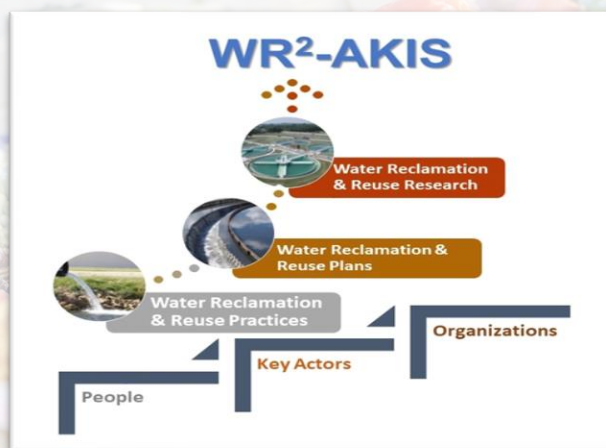 WR²-AKIS
Water Reclamation
& Reuse Research
Water Reclamation &
Reuse Plans
Water Reclamation
& Reuse Practices
Organizations
Key Actors
People